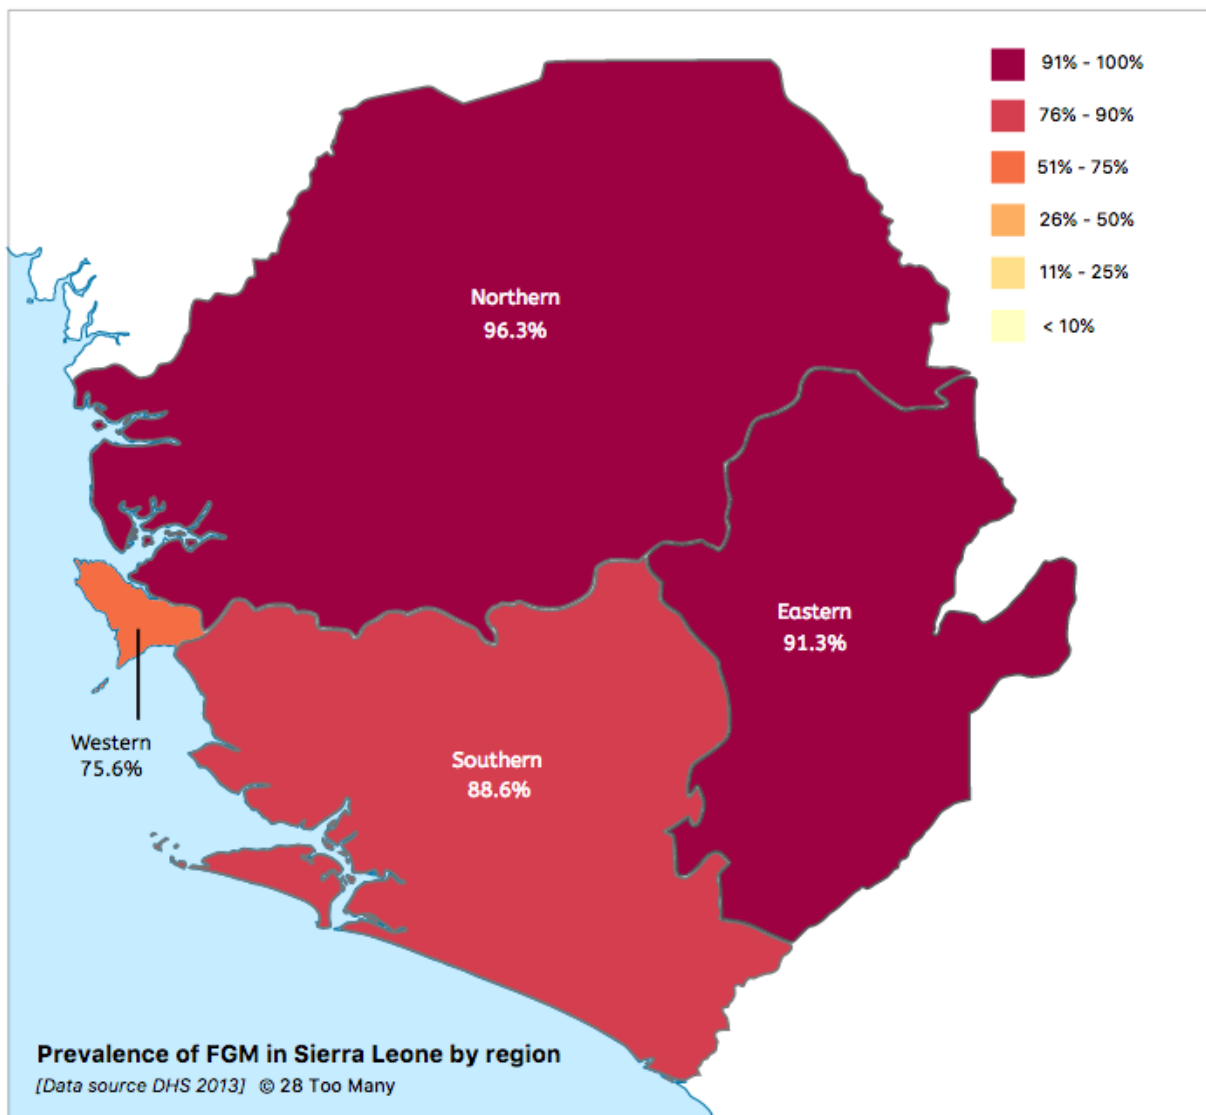 91% - 100%
76% - 90%
51% - 75%
26% - 50%
11% - 25%
< 10%
Northern
96.3%
Eastern
91.3%
Western
75.6%
Southern
88.6%
Prevalence of FGM in Sierra Leone by region
[Data source DHS 2013] © 28 Too Many